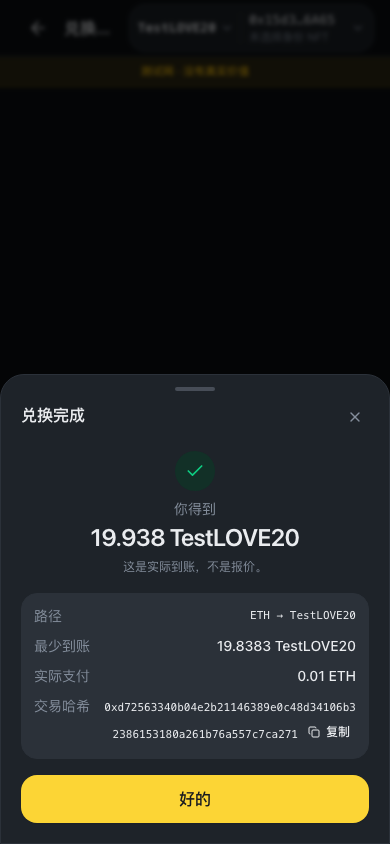 兑换...
TestLOVE20
兑换完成
你得到
19.938 TestLOVE20
这是实际到账，不是报价。
路径 ETH → TestLOVE20
最少到账 19.8383 TestLOVE20
实际支付 0.01 ETH
交易哈希 0xd72563340b04e2b21146389e0c48d34106b3
2386153180a261b76a557c7ca271 复制
好的